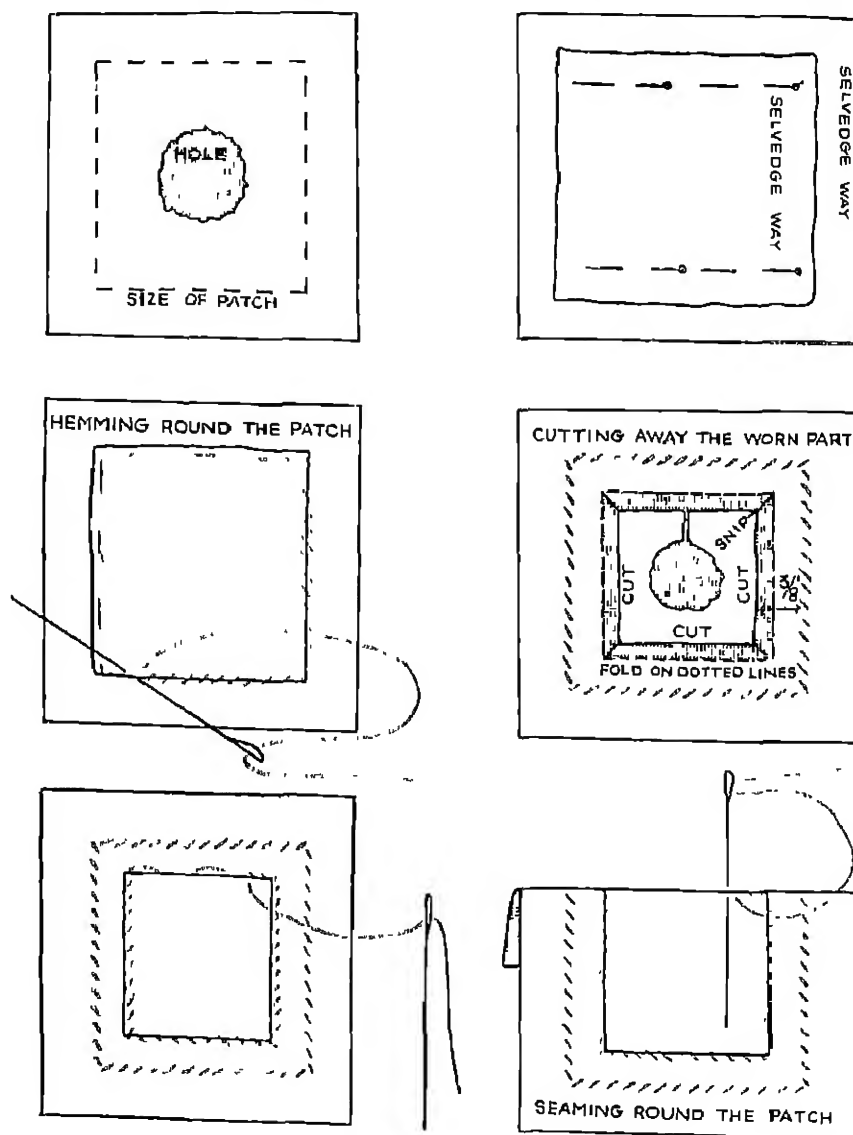 HOLE
SIZE OF PATCH
SELVEDGE WAY
SELVEDGE WAY
HEMMING ROUND THE PATCH
CUTTING AWAY THE WORN PART
SNIP
CUT
CUT
CUT
3/8
FOLD ON DOTTED LINES
SEAMING ROUND THE PATCH